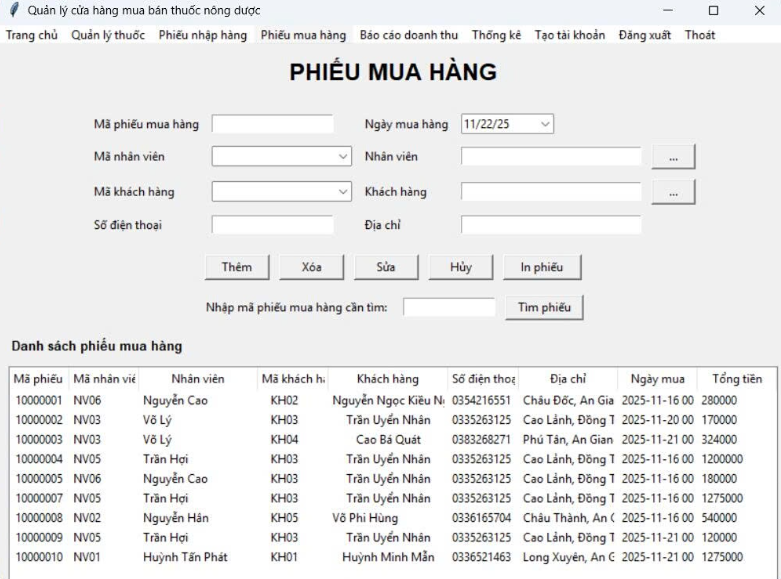 Quản lý cửa hàng mua bán thuốc nông dược
Trang chủ Quản lý thuốc Phiếu nhập hàng Phiếu mua hàng Báo cáo doanh thu Thống kê Tạo tài khoản Đăng xuất Thoát
PHIẾU MUA HÀNG
Mã phiếu mua hàng Ngày mua hàng 11/22/25
Mã nhân viên Nhân viên ...
Mã khách hàng Khách hàng ...
Số điện thoại Địa chỉ
Thêm Xóa Sửa Hủy In phiếu
Nhập mã phiếu mua hàng cần tìm: Tìm phiếu
Danh sách phiếu mua hàng
Mã phiếu Mã nhân viê Nhân viên Mã khách hà Khách hàng Số điện thoạ Địa chỉ Ngày mua Tổng tiền
10000001 NV06 Nguyễn Cao KH02 Nguyễn Ngọc Kiều N 0354216551 Châu Đốc, An Gia 2025-11-16 00 280000
10000002 NV03 Võ Lý KH03 Trần Uyển Nhân 0335263125 Cao Lảnh, Đồng T 2025-11-20 00 170000
10000003 NV03 Võ Lý KH04 Cao Bá Quát 0383268271 Phú Tân, An Gian 2025-11-21 00 324000
10000004 NV05 Trần Hợi KH03 Trần Uyển Nhân 0335263125 Cao Lảnh, Đồng T 2025-11-16 00 1200000
10000005 NV06 Nguyễn Cao KH03 Trần Uyển Nhân 0335263125 Cao Lảnh, Đồng T 2025-11-16 00 180000
10000007 NV05 Trần Hợi KH03 Trần Uyển Nhân 0335263125 Cao Lảnh, Đồng T 2025-11-16 00 1275000
10000008 NV02 Nguyễn Hân KH05 Võ Phi Hùng 0336165704 Châu Thành, An G 2025-11-16 00 540000
10000009 NV05 Trần Hợi KH03 Trần Uyển Nhân 0335263125 Cao Lảnh, Đồng T 2025-11-21 00 120000
10000010 NV01 Huỳnh Tấn Phát KH01 Huỳnh Minh Mẫn 0336521463 Long Xuyên, An G 2025-11-21 00 1275000